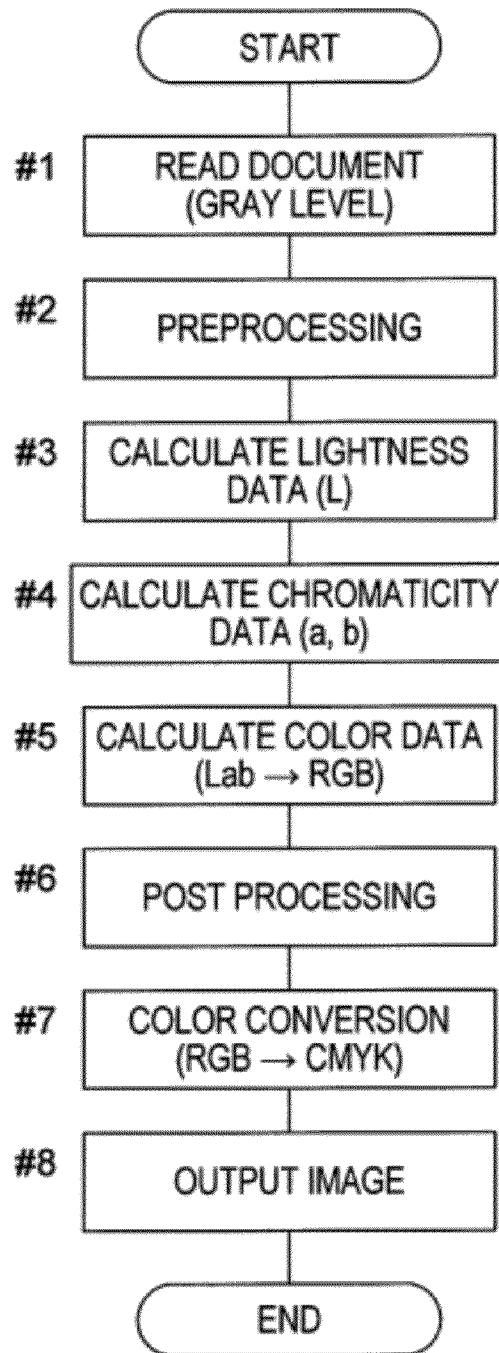 START
#1
READ DOCUMENT
(GRAY LEVEL)
#2
PREPROCESSING
#3
CALCULATE LIGHTNESS
DATA (L)
#4
CALCULATE CHROMATICITY
DATA (a, b)
#5
CALCULATE COLOR DATA
(Lab → RGB)
#6
POST PROCESSING
#7
COLOR CONVERSION
(RGB → CMYK)
#8
OUTPUT IMAGE
END